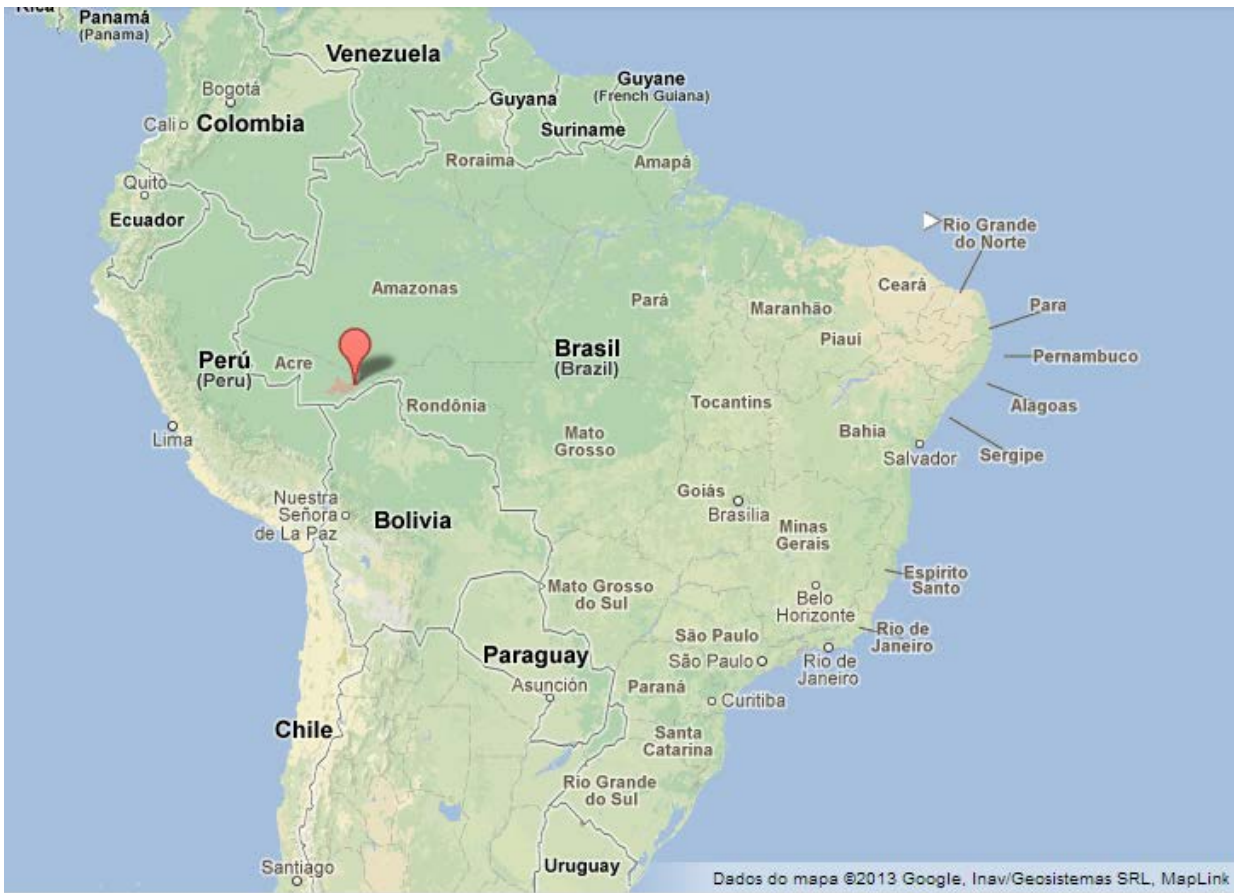 Rica
Panamá
(Panama)
Venezuela
Guyane
(French Guiana)
Bogotá
Guyana
Cali
Colombia
Suriname
Roraima
Amapá
Quito
Ecuador
Rio Grande
do Norte
Amazonas
Ceará
Pará
Maranhão
Para
Piauí
Brasil
(Brazil)
Perú
(Peru)
Acre
Pernambuco
Rondônia
Tocantins
Alagoas
Lima
Mato
Grosso
Bahia
Salvador
Sergipe
Nuestra
Señora
de La Paz
Goiás
Brasília
Bolivia
Minas
Gerais
Mato Grosso
do Sul
Espírito
Santo
Belo
Horizonte
São Paulo
Rio de
Janeiro
Paraguay
São Paulo
Rio de
Janeiro
Asunción
Paraná
Curitiba
Chile
Santa
Catarina
Rio Grande
do Sul
Santiago
Uruguay
Dados do mapa ©2013 Google, Inav/Geosistemas SRL, MapLink